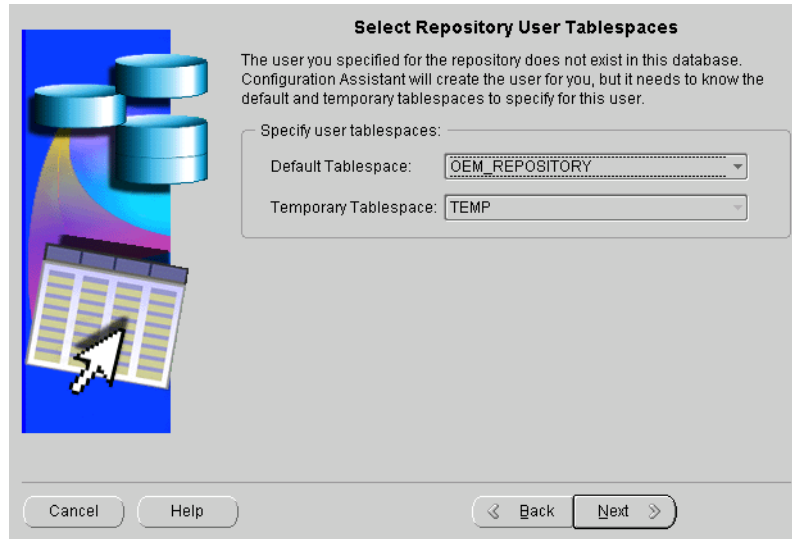 Select Repository User Tablespaces
The user you specified for the repository does not exist in this database.
Configuration Assistant will create the user for you, but it needs to know the
default and temporary tablespaces to specify for this user.
Specify user tablespaces:
Default Tablespace: OEM_REPOSITORY
Temporary Tablespace: TEMP
Cancel Help Back Next